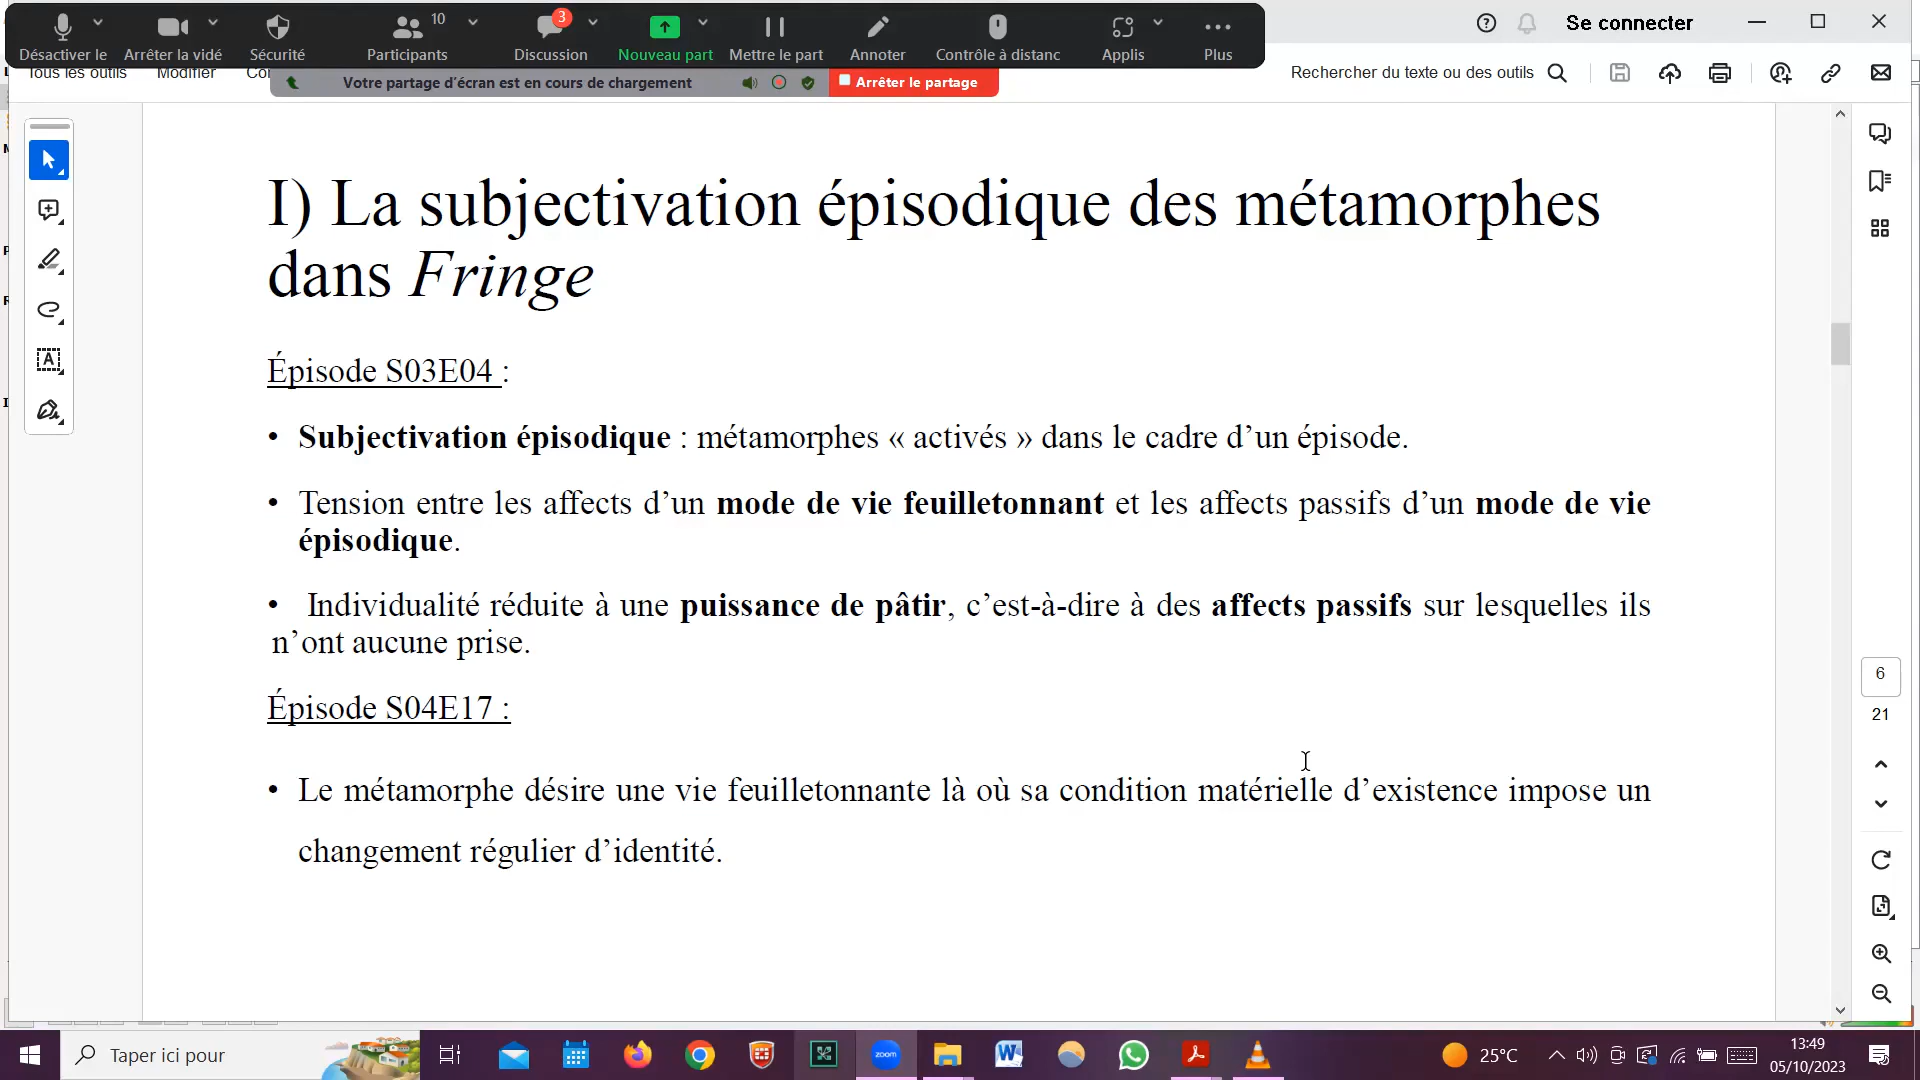 10
3
Désactiver le
Arrêter la vidé
Sécurité
Participants
Discussion
Nouveau part
Mettre le part
Annoter
Contrôle à distanc
Applis
Plus
Se connecter
Tous les outils
Modifier
Votre partage d'écran est en cours de chargement
Arrêter le partage
Rechercher du texte ou des outils
I) La subjectivation épisodique des métamorphes
dans Fringe
Épisode S03E04 :
• Subjectivation épisodique : métamorphes « activés » dans le cadre d’un épisode.
• Tension entre les affects d’un mode de vie feuilletonnant et les affects passifs d’un mode de vie
épisodique.
• Individualité réduite à une puissance de pâtir, c’est-à-dire à des affects passifs sur lesquelles ils
n’ont aucune prise.
Épisode S04E17 :
• Le métamorphe désire une vie feuilletonnante là où sa condition matérielle d’existence impose un
changement régulier d’identité.
6
21
Taper ici pour
zoom
25°C
13:49
05/10/2023